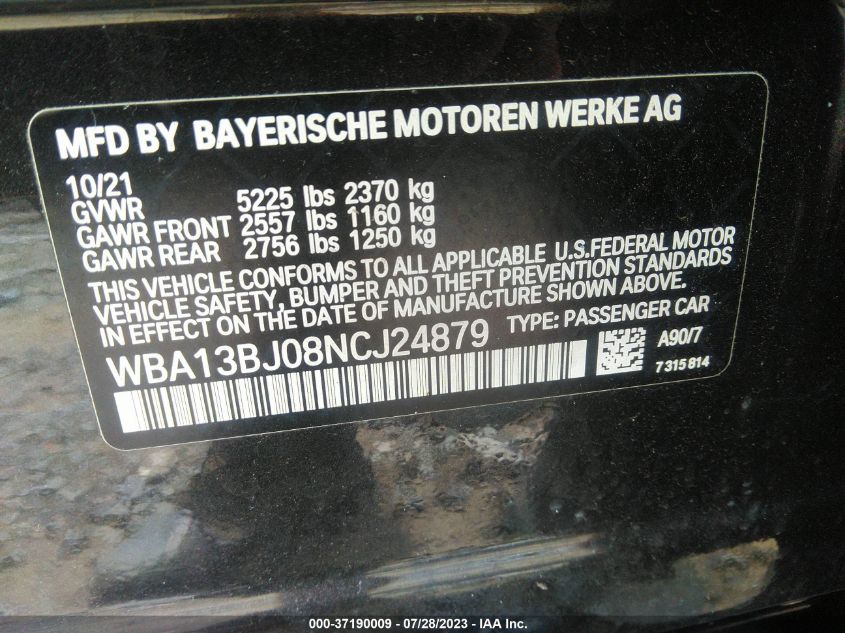 MFD BY BAYERISCHE MOTOREN WERKE AG
10/21
GVWR 5225 lbs 2370 kg
GAWR FRONT 2557 lbs 1160 kg
GAWR REAR 2756 lbs 1250 kg
THIS VEHICLE CONFORMS TO ALL APPLICABLE U.S.FEDERAL MOTOR
VEHICLE SAFETY, BUMPER AND THEFT PREVENTION STANDARDS
IN EFFECT ON THE DATE OF MANUFACTURE SHOWN ABOVE.
WBA13BJ08NCJ24879 TYPE: PASSENGER CAR
A90/7
7315814
000-37190009 - 07/28/2023 - IAA Inc.